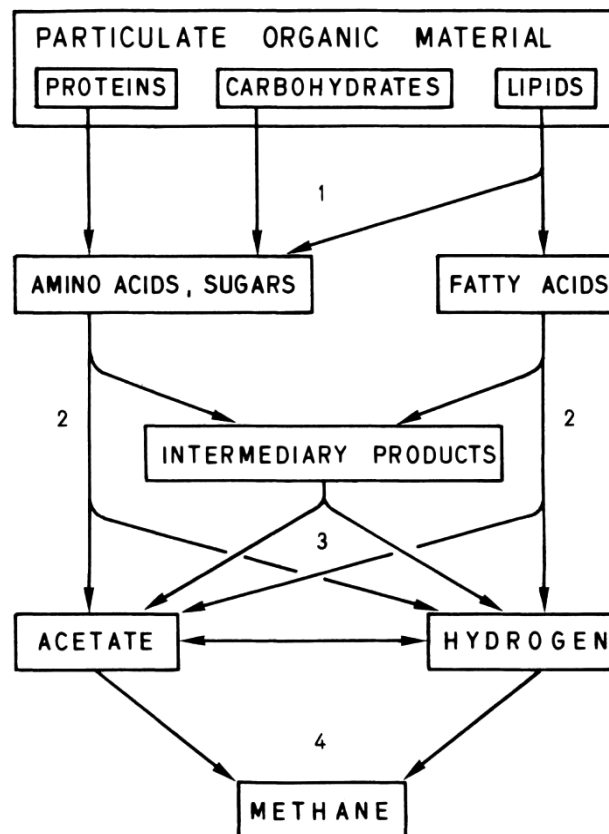 PARTICULATE ORGANIC MATERIAL
PROTEINS CARBOHYDRATES LIPIDS
1
AMINO ACIDS, SUGARS FATTY ACIDS
2 2
INTERMEDIARY PRODUCTS
3
ACETATE HYDROGEN
4
METHANE